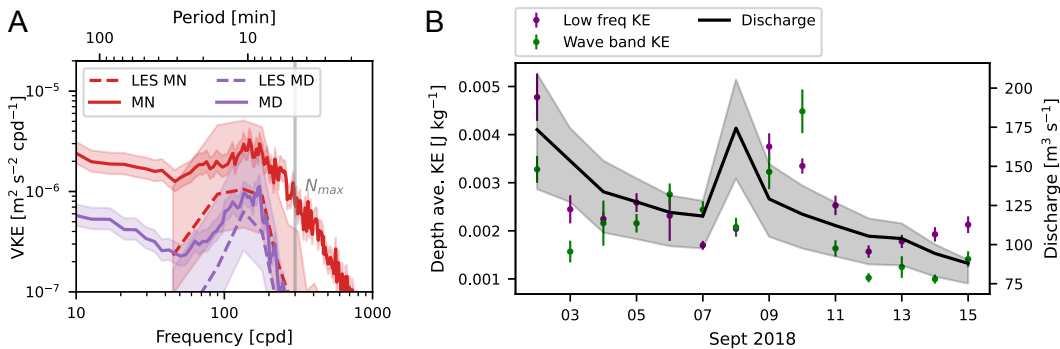 A
Period [min]
100
10
LES MN
LES MD
MN
MD
N_max
10⁻⁵
10⁻⁶
10⁻⁷
VKE [m² s⁻² cpd⁻¹]
10
100
1000
Frequency [cpd]
B
Low freq KE
Discharge
Wave band KE
0.005
0.004
0.003
0.002
0.001
Depth ave. KE [J kg⁻¹]
200
175
150
125
100
75
Discharge [m³ s⁻¹]
03
05
07
09
11
13
15
Sept 2018